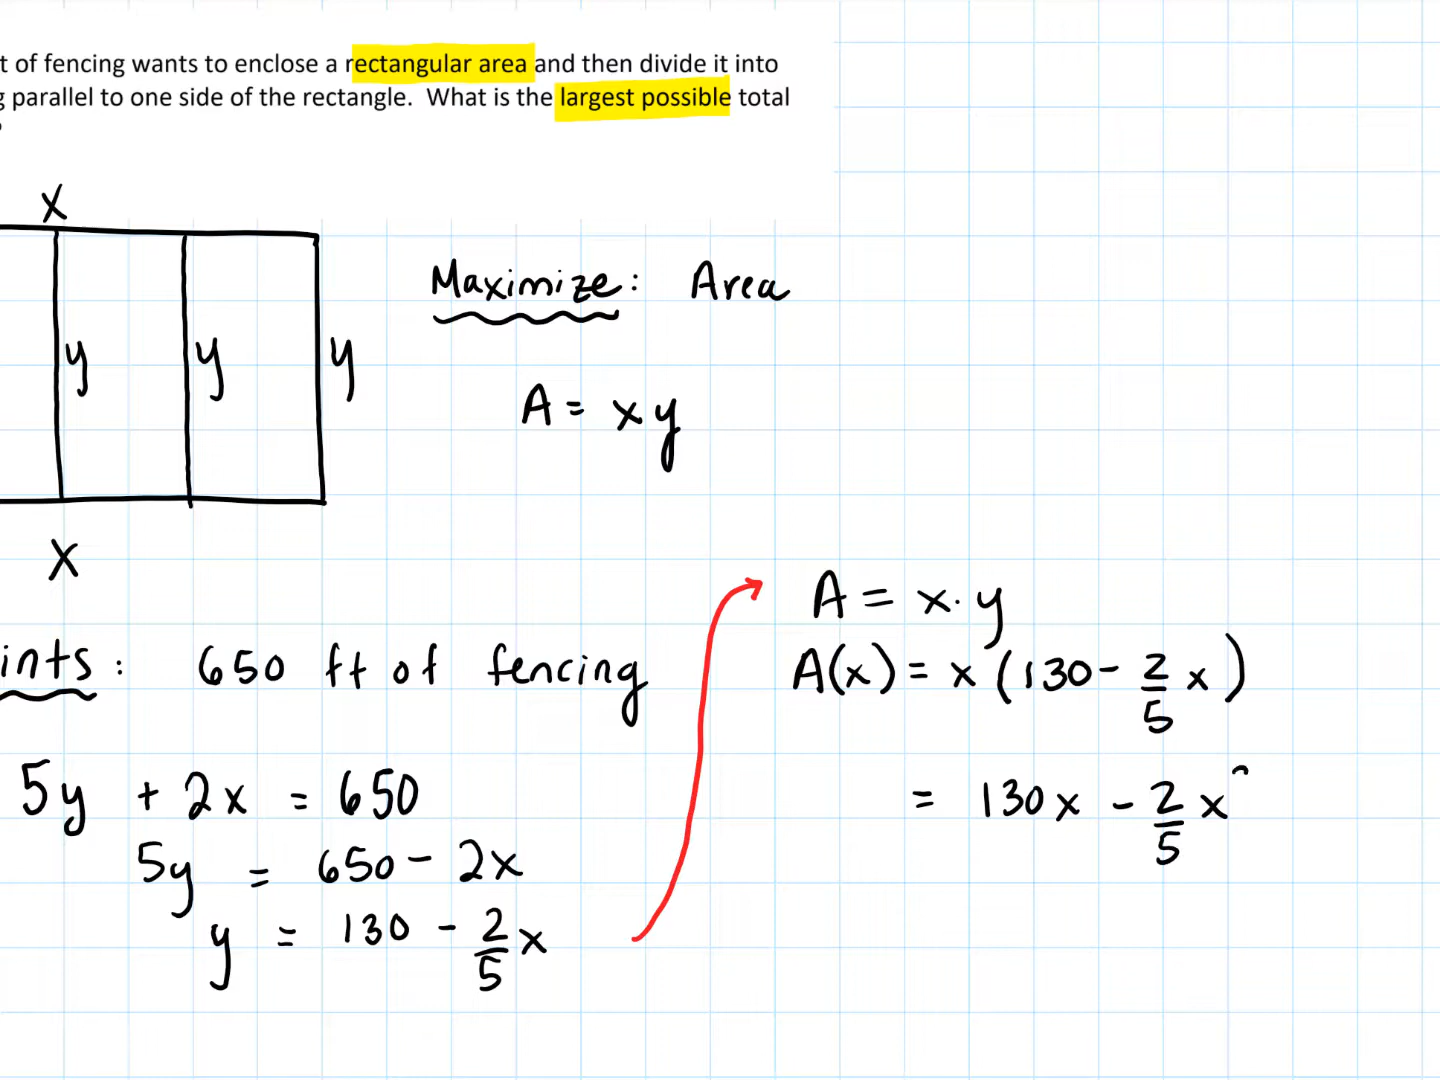 t of fencing wants to enclose a rectangular area and then divide it into
g parallel to one side of the rectangle. What is the largest possible total
x
Maximize: Area
y y y
A = xy
x
A = x · y
ints: 650 ft of fencing
A(x) = x (130 - 2/5 x)
5y + 2x = 650
= 130x - 2/5 x
5y = 650 - 2x
y = 130 - 2/5 x